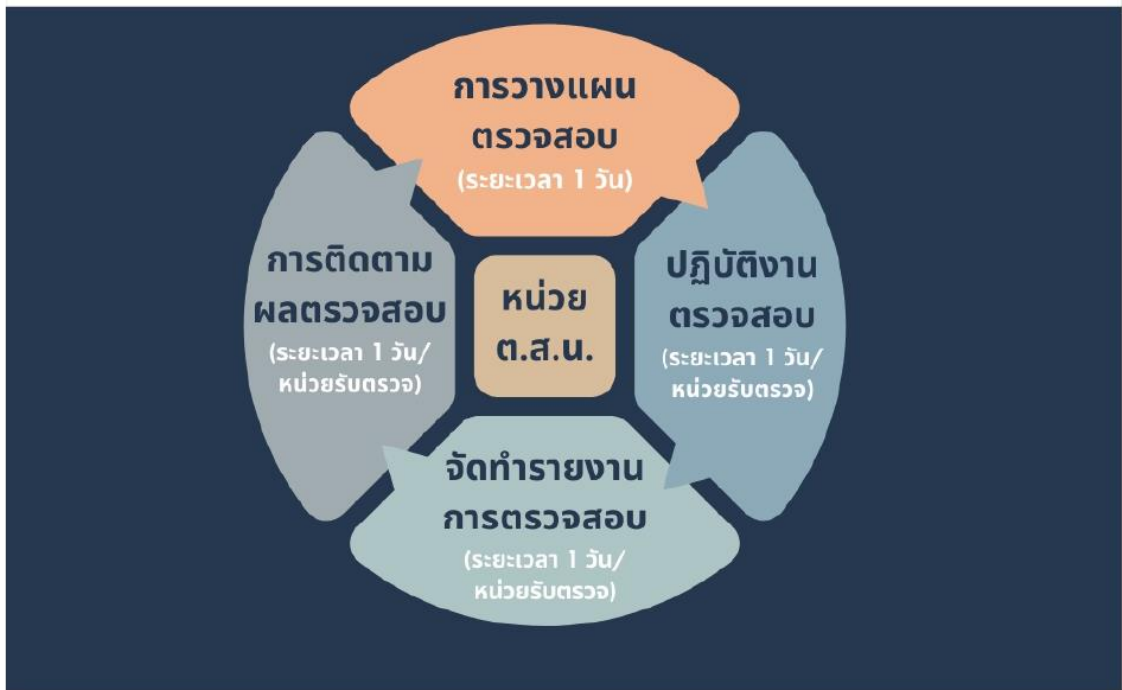 การวางแผน
ตรวจสอบ
(ระยะเวลา 1 วัน)
ปฏิบัติงาน
ตรวจสอบ
(ระยะเวลา 1 วัน/
หน่วยรับตรวจ)
จัดทำรายงาน
การตรวจสอบ
(ระยะเวลา 1 วัน/
หน่วยรับตรวจ)
การติดตาม
ผลตรวจสอบ
(ระยะเวลา 1 วัน/
หน่วยรับตรวจ)
หน่วย
ต.ส.น.